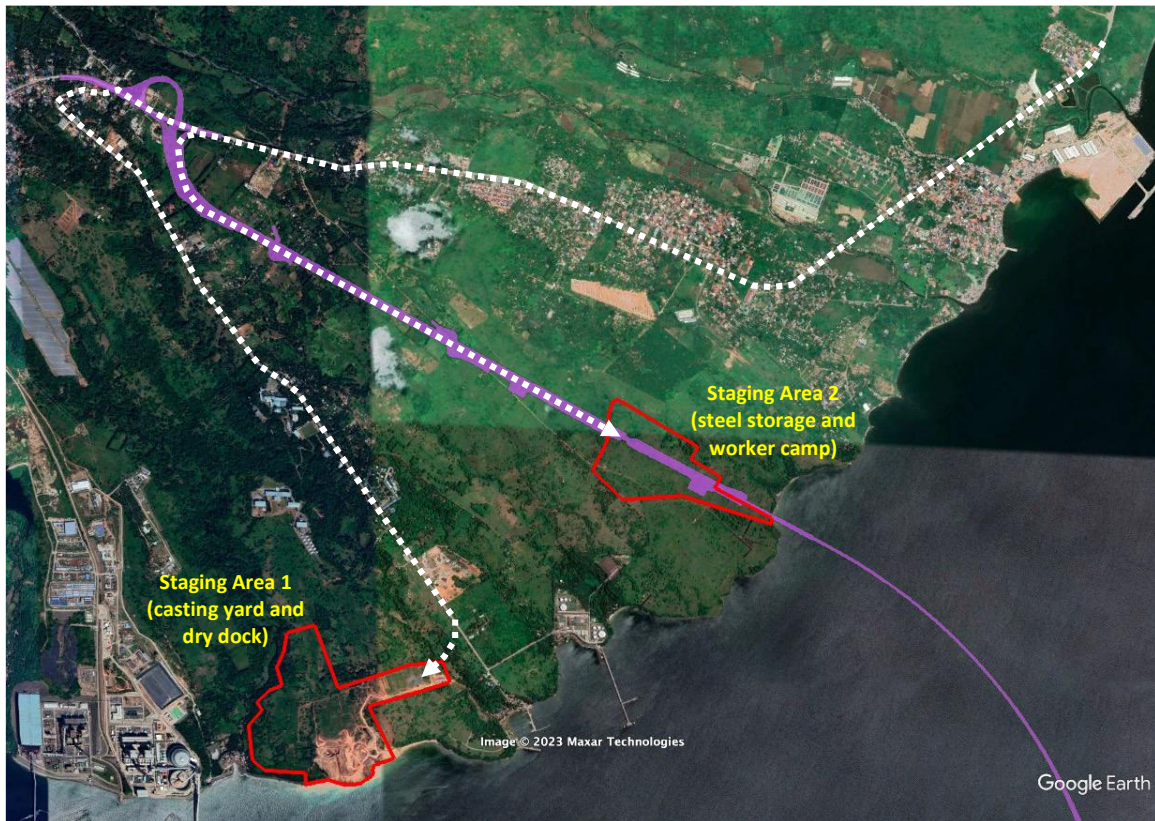 Staging Area 2
(steel storage and
worker camp)
Staging Area 1
(casting yard and
dry dock)
Image © 2023 Maxar Technologies
Google Earth